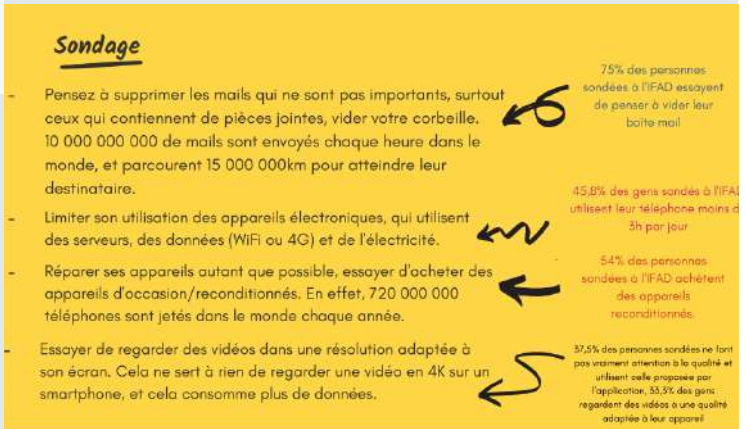 Sondage
- Pensez à supprimer les mails qui ne sont pas importants, surtout
ceux qui contiennent de pièces jointes, vider votre corbeille.
10 000 000 000 de mails sont envoyés chaque heure dans le
monde, et parcourent 15 000 000km pour atteindre leur
destinataire.
- Limiter son utilisation des appareils électroniques, qui utilisent
des serveurs, des données (WiFi ou 4G) et de l'électricité.
- Réparer ses appareils autant que possible, essayer d'acheter des
appareils d'occasion/reconditionnés. En effet, 720 000 000
téléphones sont jetés dans le monde chaque année.
- Essayer de regarder des vidéos dans une résolution adaptée à
son écran. Cela ne sert à rien de regarder une vidéo en 4K sur un
smartphone, et cela consomme plus de données.
75% des personnes
sondées à l'IFAD essayent
de penser à vider leur
boîte mail
45,8% des gens sondés à l'IFAD
utilisent leur téléphone moins d
3h par jour
54% des personnes
sondées à l'IFAD achètent
des appareils
reconditionnés.
37,5% des personnes sondées ne font
pas vraiment attention à la qualité et
utilisent celle proposée par
l'application, 33,3% des gens
regardent des vidéos à une qualité
adaptée à leur appareil